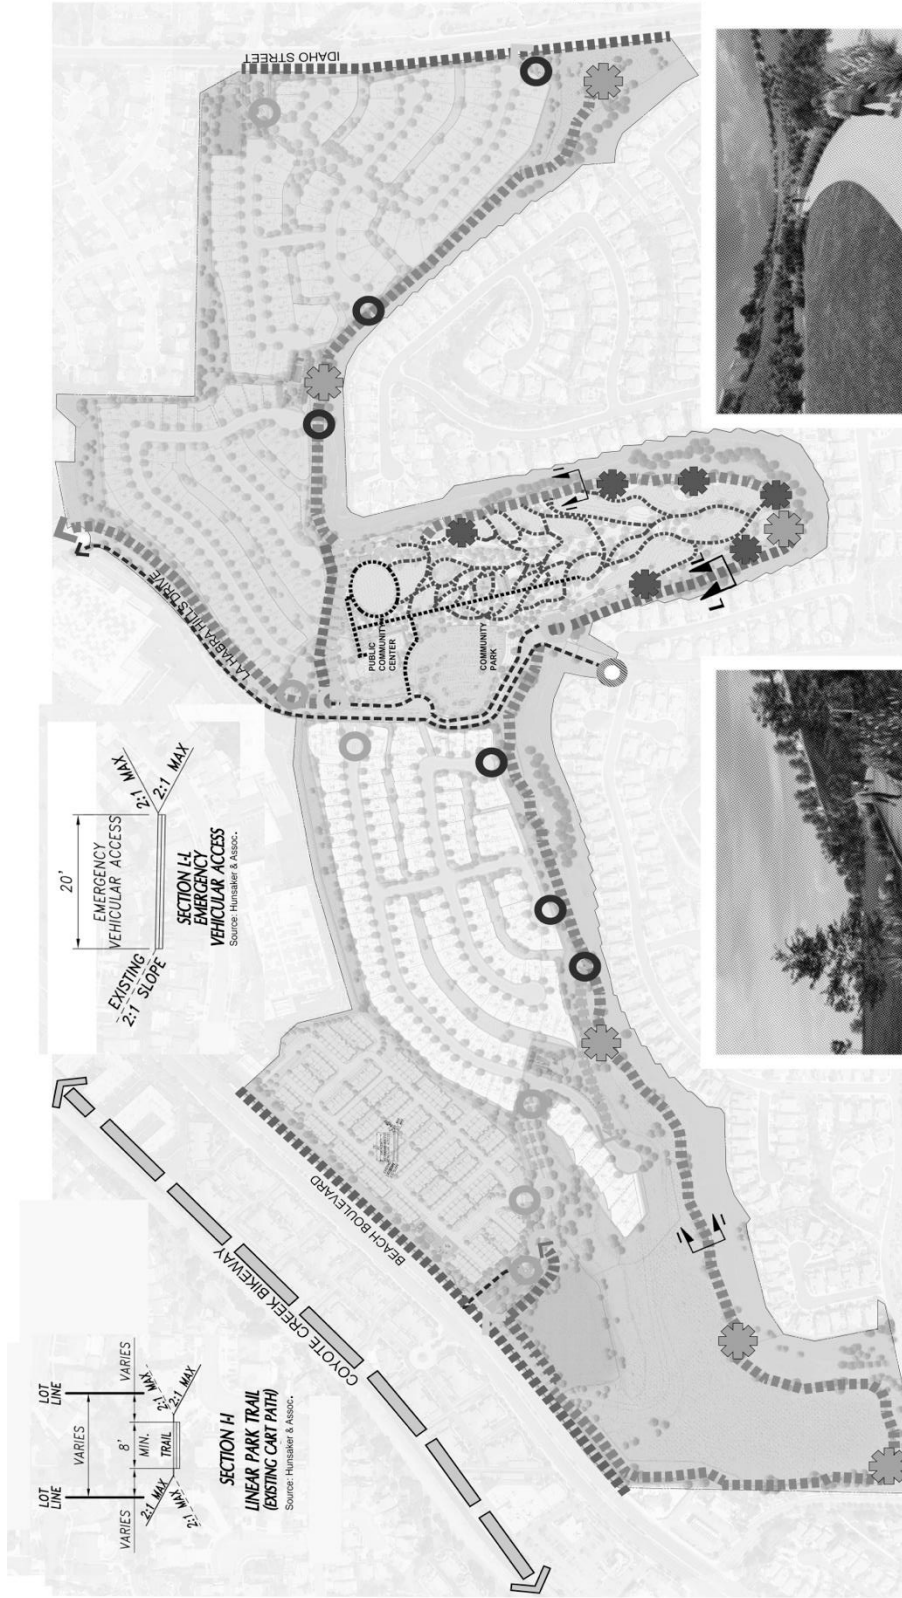 LOT
LINE
LOT
LINE
VARIES
VARIES
8'
MIN.
VARIES
TRAIL
2:1 MAX
2:1 MAX
2:1 MAX
2:1 MAX
SECTION I-I
LINEAR PARK TRAIL
(EXISTING CART PATH)
Source: Hunsaker & Assoc.
20'
EMERGENCY
VEHICULAR ACCESS
EXISTING
2:1 SLOPE
2:1 MAX
2:1 MAX
SECTION L-L
EMERGENCY
VEHICULAR ACCESS
Source: Hunsaker & Assoc.
COYOTE CREEK BIKEWAY
BEACH BOULEVARD
LA HABRA HILLS DRIVE
IDAHO STREET
PUBLIC
COMMUNITY
CENTER
COMMUNITY
PARK
I
I
I
I
L
L